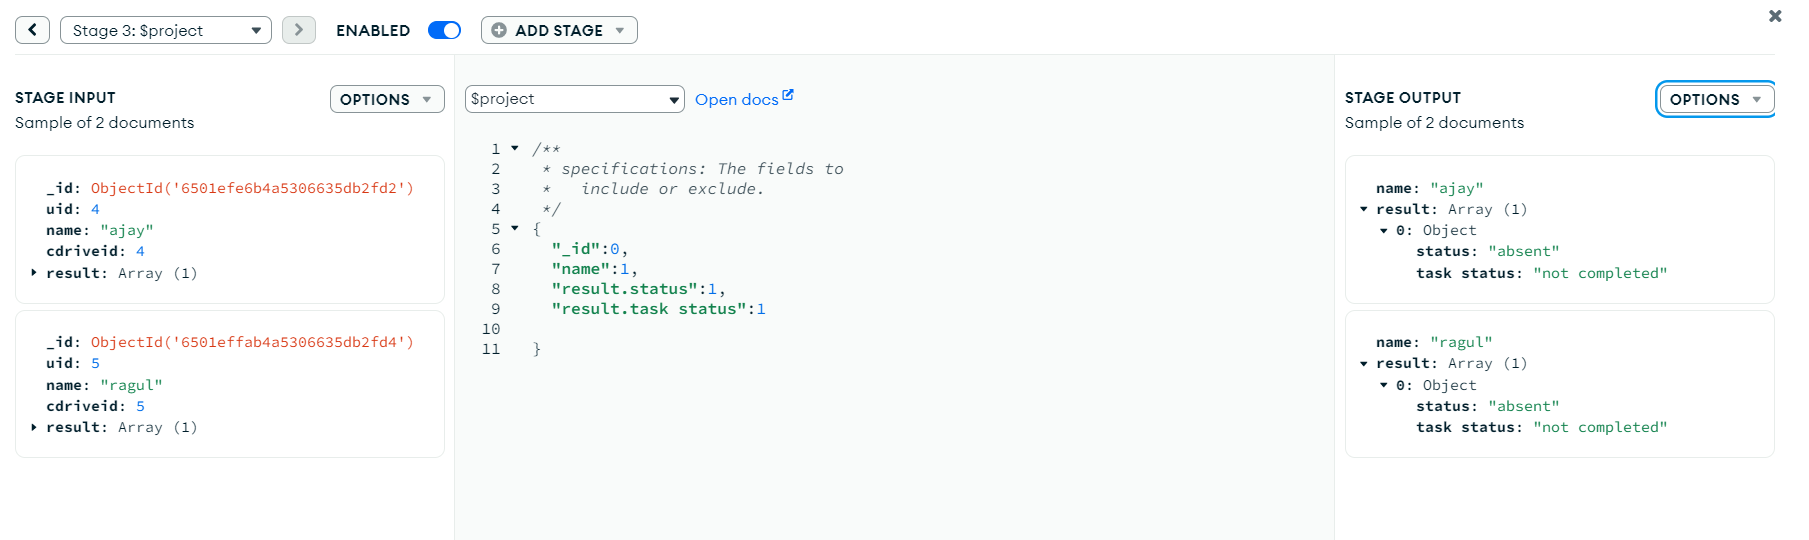 Stage 3: $project
ENABLED
ADD STAGE
STAGE INPUT
OPTIONS
Sample of 2 documents
_id: ObjectId('6501efe6b4a5306635db2fd2')
uid: 4
name: "ajay"
cdriveid: 4
result: Array (1)
_id: ObjectId('6501effab4a5306635db2fd4')
uid: 5
name: "ragul"
cdriveid: 5
result: Array (1)
$project
Open docs
1 /**
2  * specifications: The fields to
3  *   include or exclude.
4  */
5 {
6   "_id":0,
7   "name":1,
8   "result.status":1,
9   "result.task status":1
10
11 }
STAGE OUTPUT
OPTIONS
Sample of 2 documents
name: "ajay"
result: Array (1)
0: Object
status: "absent"
task status: "not completed"
name: "ragul"
result: Array (1)
0: Object
status: "absent"
task status: "not completed"